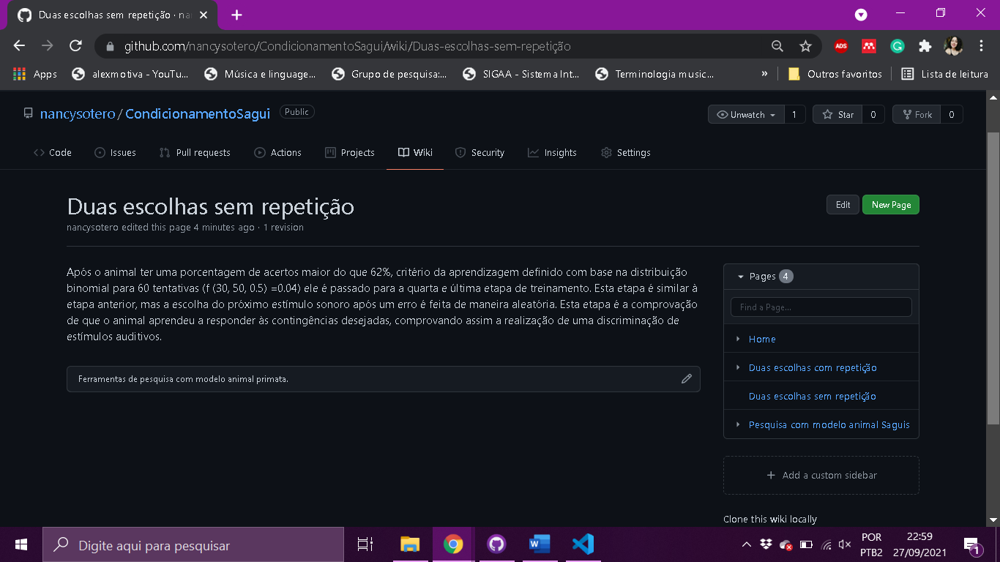 Duas escolhas sem repetição · na
github.com/nancysotero/CondicionamentoSagui/wiki/Duas-escolhas-sem-repetição
ADS
Apps
alexmotiva - YouTu...
Música e linguage...
Grupo de pesquisa:...
SIGAA - Sistema Int...
Terminologia music...
»
Outros favoritos
Lista de leitura
nancysotero / CondicionamentoSagui
Public
Unwatch 1
Star 0
Fork 0
Code
Issues
Pull requests
Actions
Projects
Wiki
Security
Insights
Settings
Duas escolhas sem repetição
Edit
New Page
nancysotero edited this page 4 minutes ago · 1 revision
Após o animal ter uma porcentagem de acertos maior do que 62%, critério da aprendizagem definido com base na distribuição
binomial para 60 tentativas (f (30, 50, 0.5) =0.04) ele é passado para a quarta e última etapa de treinamento. Esta etapa é similar à
etapa anterior, mas a escolha do próximo estímulo sonoro após um erro é feita de maneira aleatória. Esta etapa é a comprovação
de que o animal aprendeu a responder às contingências desejadas, comprovando assim a realização de uma discriminação de
estímulos auditivos.
Ferramentas de pesquisa com modelo animal primata.
Pages 4
Find a Page...
Home
Duas escolhas com repetição
Duas escolhas sem repetição
Pesquisa com modelo animal Saguis
+ Add a custom sidebar
Clone this wiki locally
Digite aqui para pesquisar
POR
PTB2
22:59
27/09/2021
1